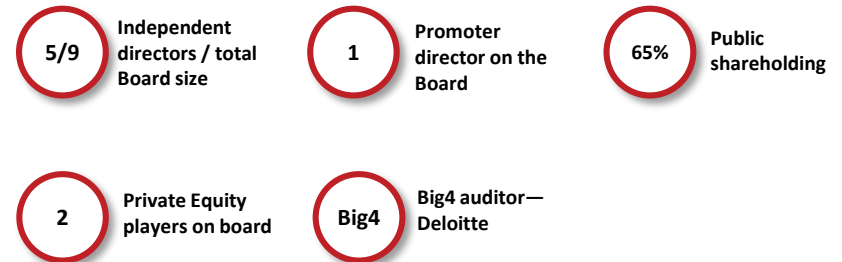 5/9
Independent
directors / total
Board size
1
Promoter
director on the
Board
65%
Public
shareholding
2
Private Equity
players on board
Big4
Big4 auditor—
Deloitte